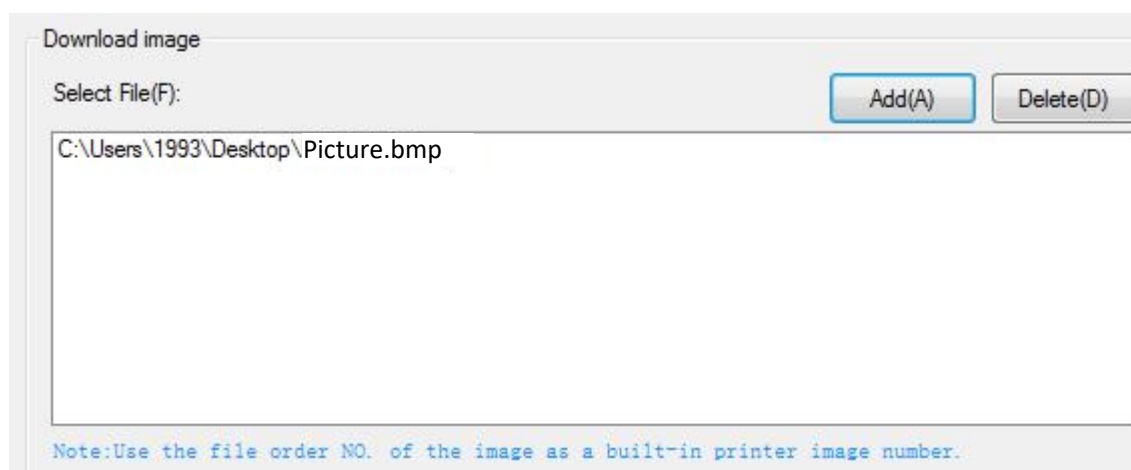 Download image
Select File(F): Add(A) Delete(D)
C:\Users\1993\Desktop\Picture.bmp
Note:Use the file order NO. of the image as a built-in printer image number.